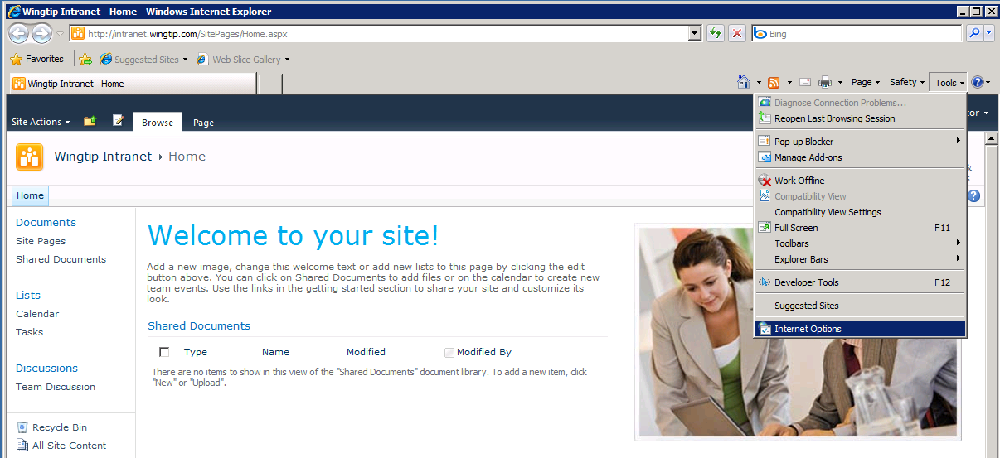 Wingtip Intranet - Home - Windows Internet Explorer
http://intranet.wingtip.com/SitePages/Home.aspx
Bing
Favorites
Suggested Sites
Web Slice Gallery
Wingtip Intranet - Home
Page
Safety
Tools
Site Actions
Browse
Page
tor
Wingtip Intranet
Home
Home
Documents
Site Pages
Shared Documents
Lists
Calendar
Tasks
Discussions
Team Discussion
Recycle Bin
All Site Content
Welcome to your site!
Add a new image, change this welcome text or add new lists to this page by clicking the edit
button above. You can click on Shared Documents to add files or on the calendar to create new
team events. Use the links in the getting started section to share your site and customize its
look.
Shared Documents
Type Name Modified Modified By
There are no items to show in this view of the "Shared Documents" document library. To add a new item, click
"New" or "Upload".
Diagnose Connection Problems...
Reopen Last Browsing Session
Pop-up Blocker
Manage Add-ons
Work Offline
Compatibility View
Compatibility View Settings
Full Screen F11
Toolbars
Explorer Bars
Developer Tools F12
Suggested Sites
Internet Options